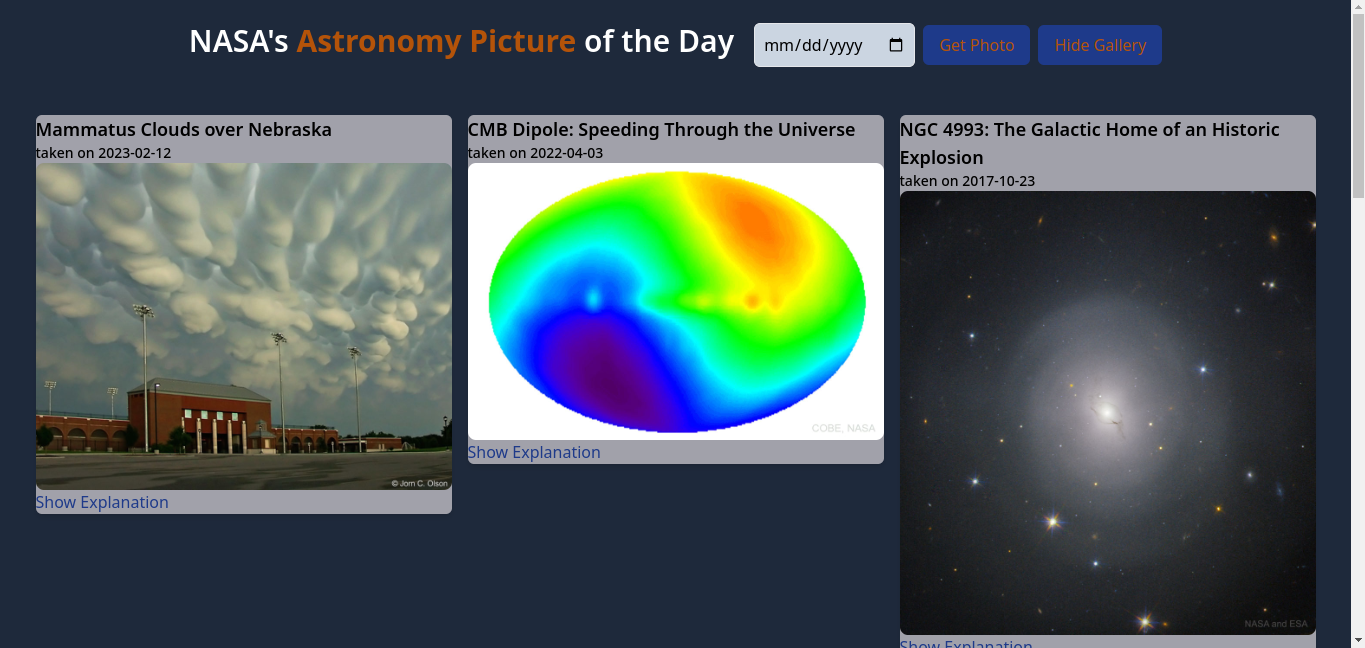 NASA's Astronomy Picture of the Day
mm/dd/yyyy
Get Photo
Hide Gallery
Mammatus Clouds over Nebraska
taken on 2023-02-12
© Jorn C. Olson
Show Explanation
CMB Dipole: Speeding Through the Universe
taken on 2022-04-03
COBE, NASA
Show Explanation
NGC 4993: The Galactic Home of an Historic
Explosion
taken on 2017-10-23
NASA and ESA
Show Explanation